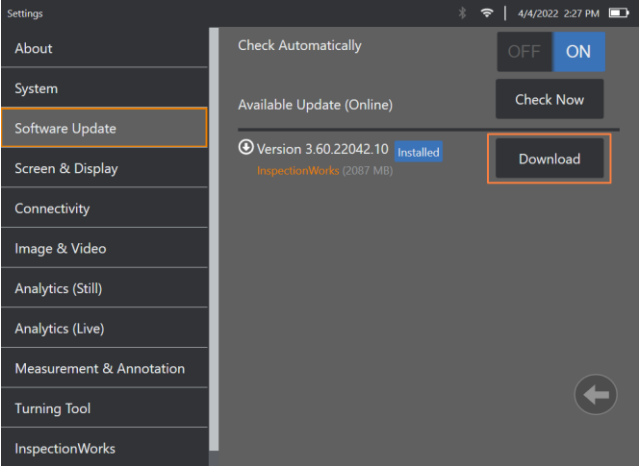 Settings
4/4/2022 2:27 PM
About
System
Software Update
Screen & Display
Connectivity
Image & Video
Analytics (Still)
Analytics (Live)
Measurement & Annotation
Turning Tool
InspectionWorks
Check Automatically
OFF ON
Available Update (Online)
Check Now
Version 3.60.22042.10 Installed
InspectionWorks (2087 MB)
Download